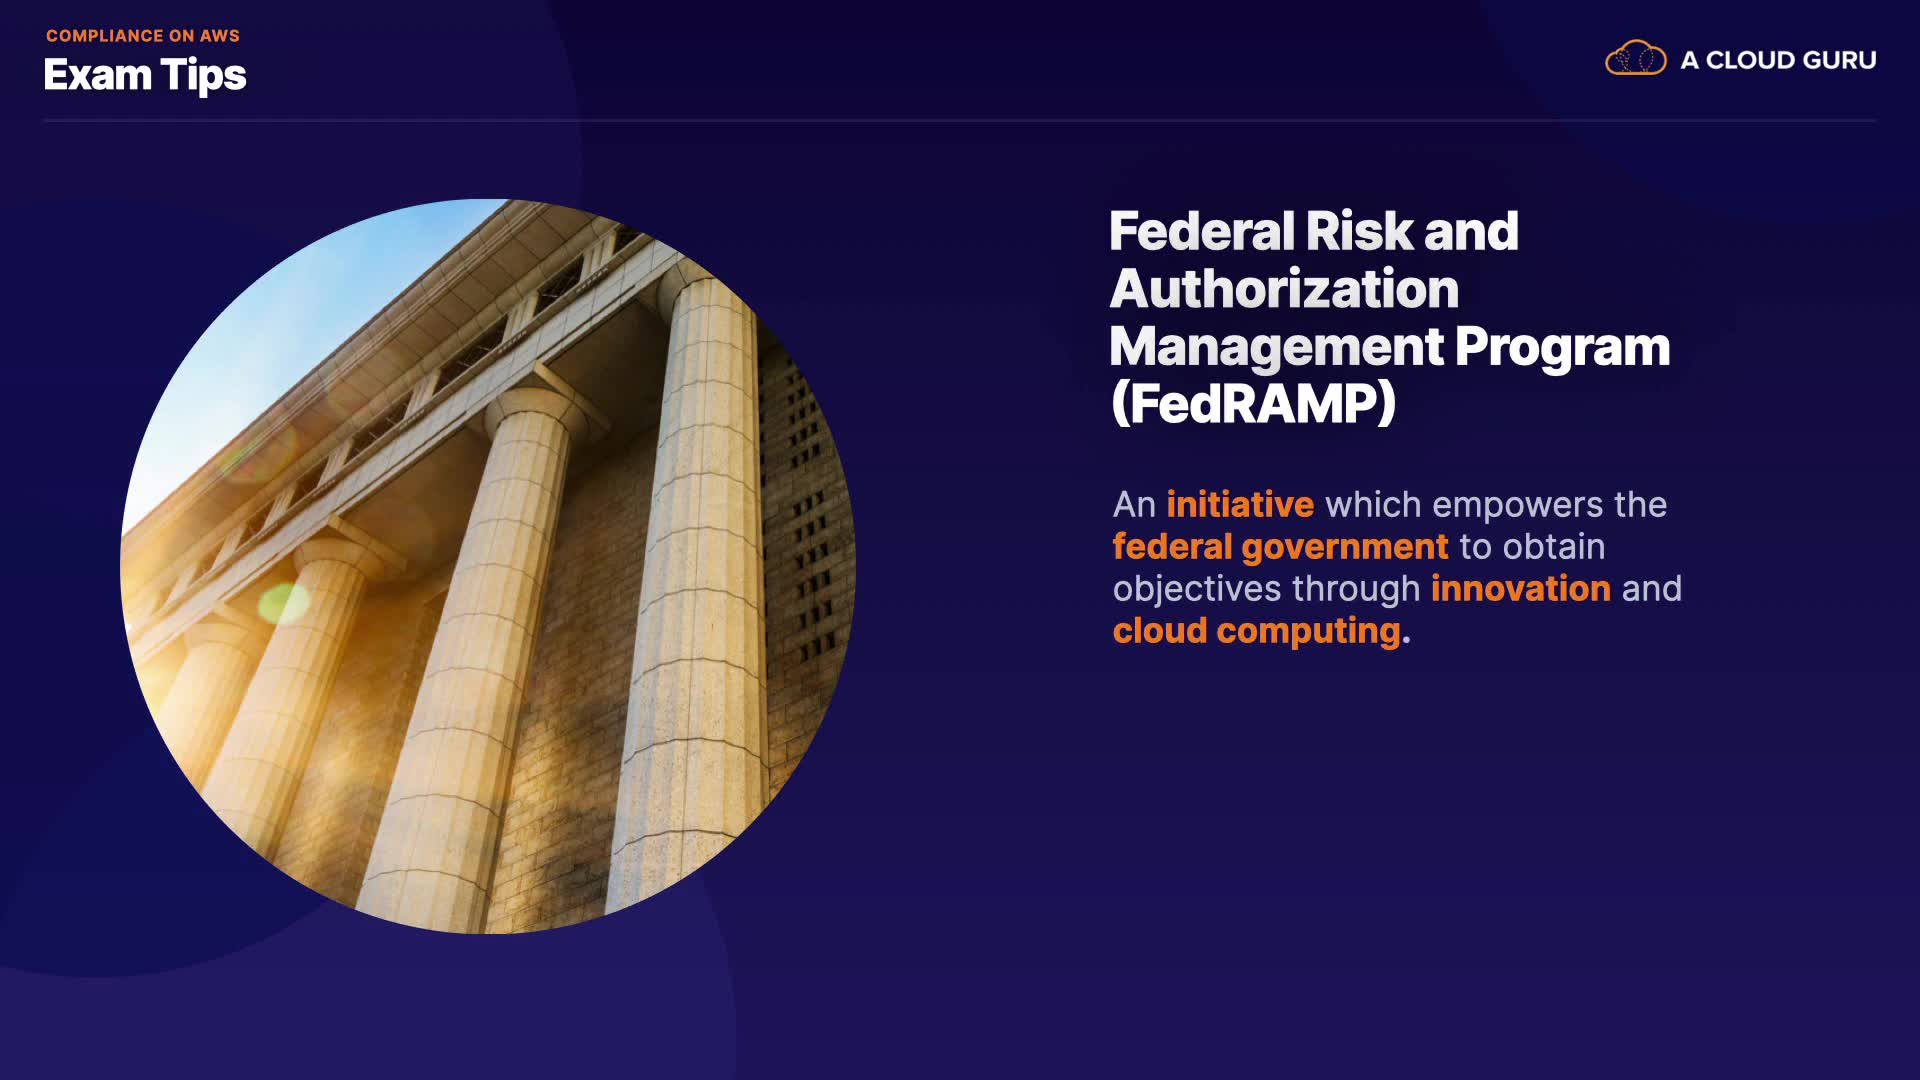 COMPLIANCE ON AWS
Exam Tips
A CLOUD GURU
Federal Risk and
Authorization
Management Program
(FedRAMP)
An initiative which empowers the
federal government to obtain
objectives through innovation and
cloud computing.